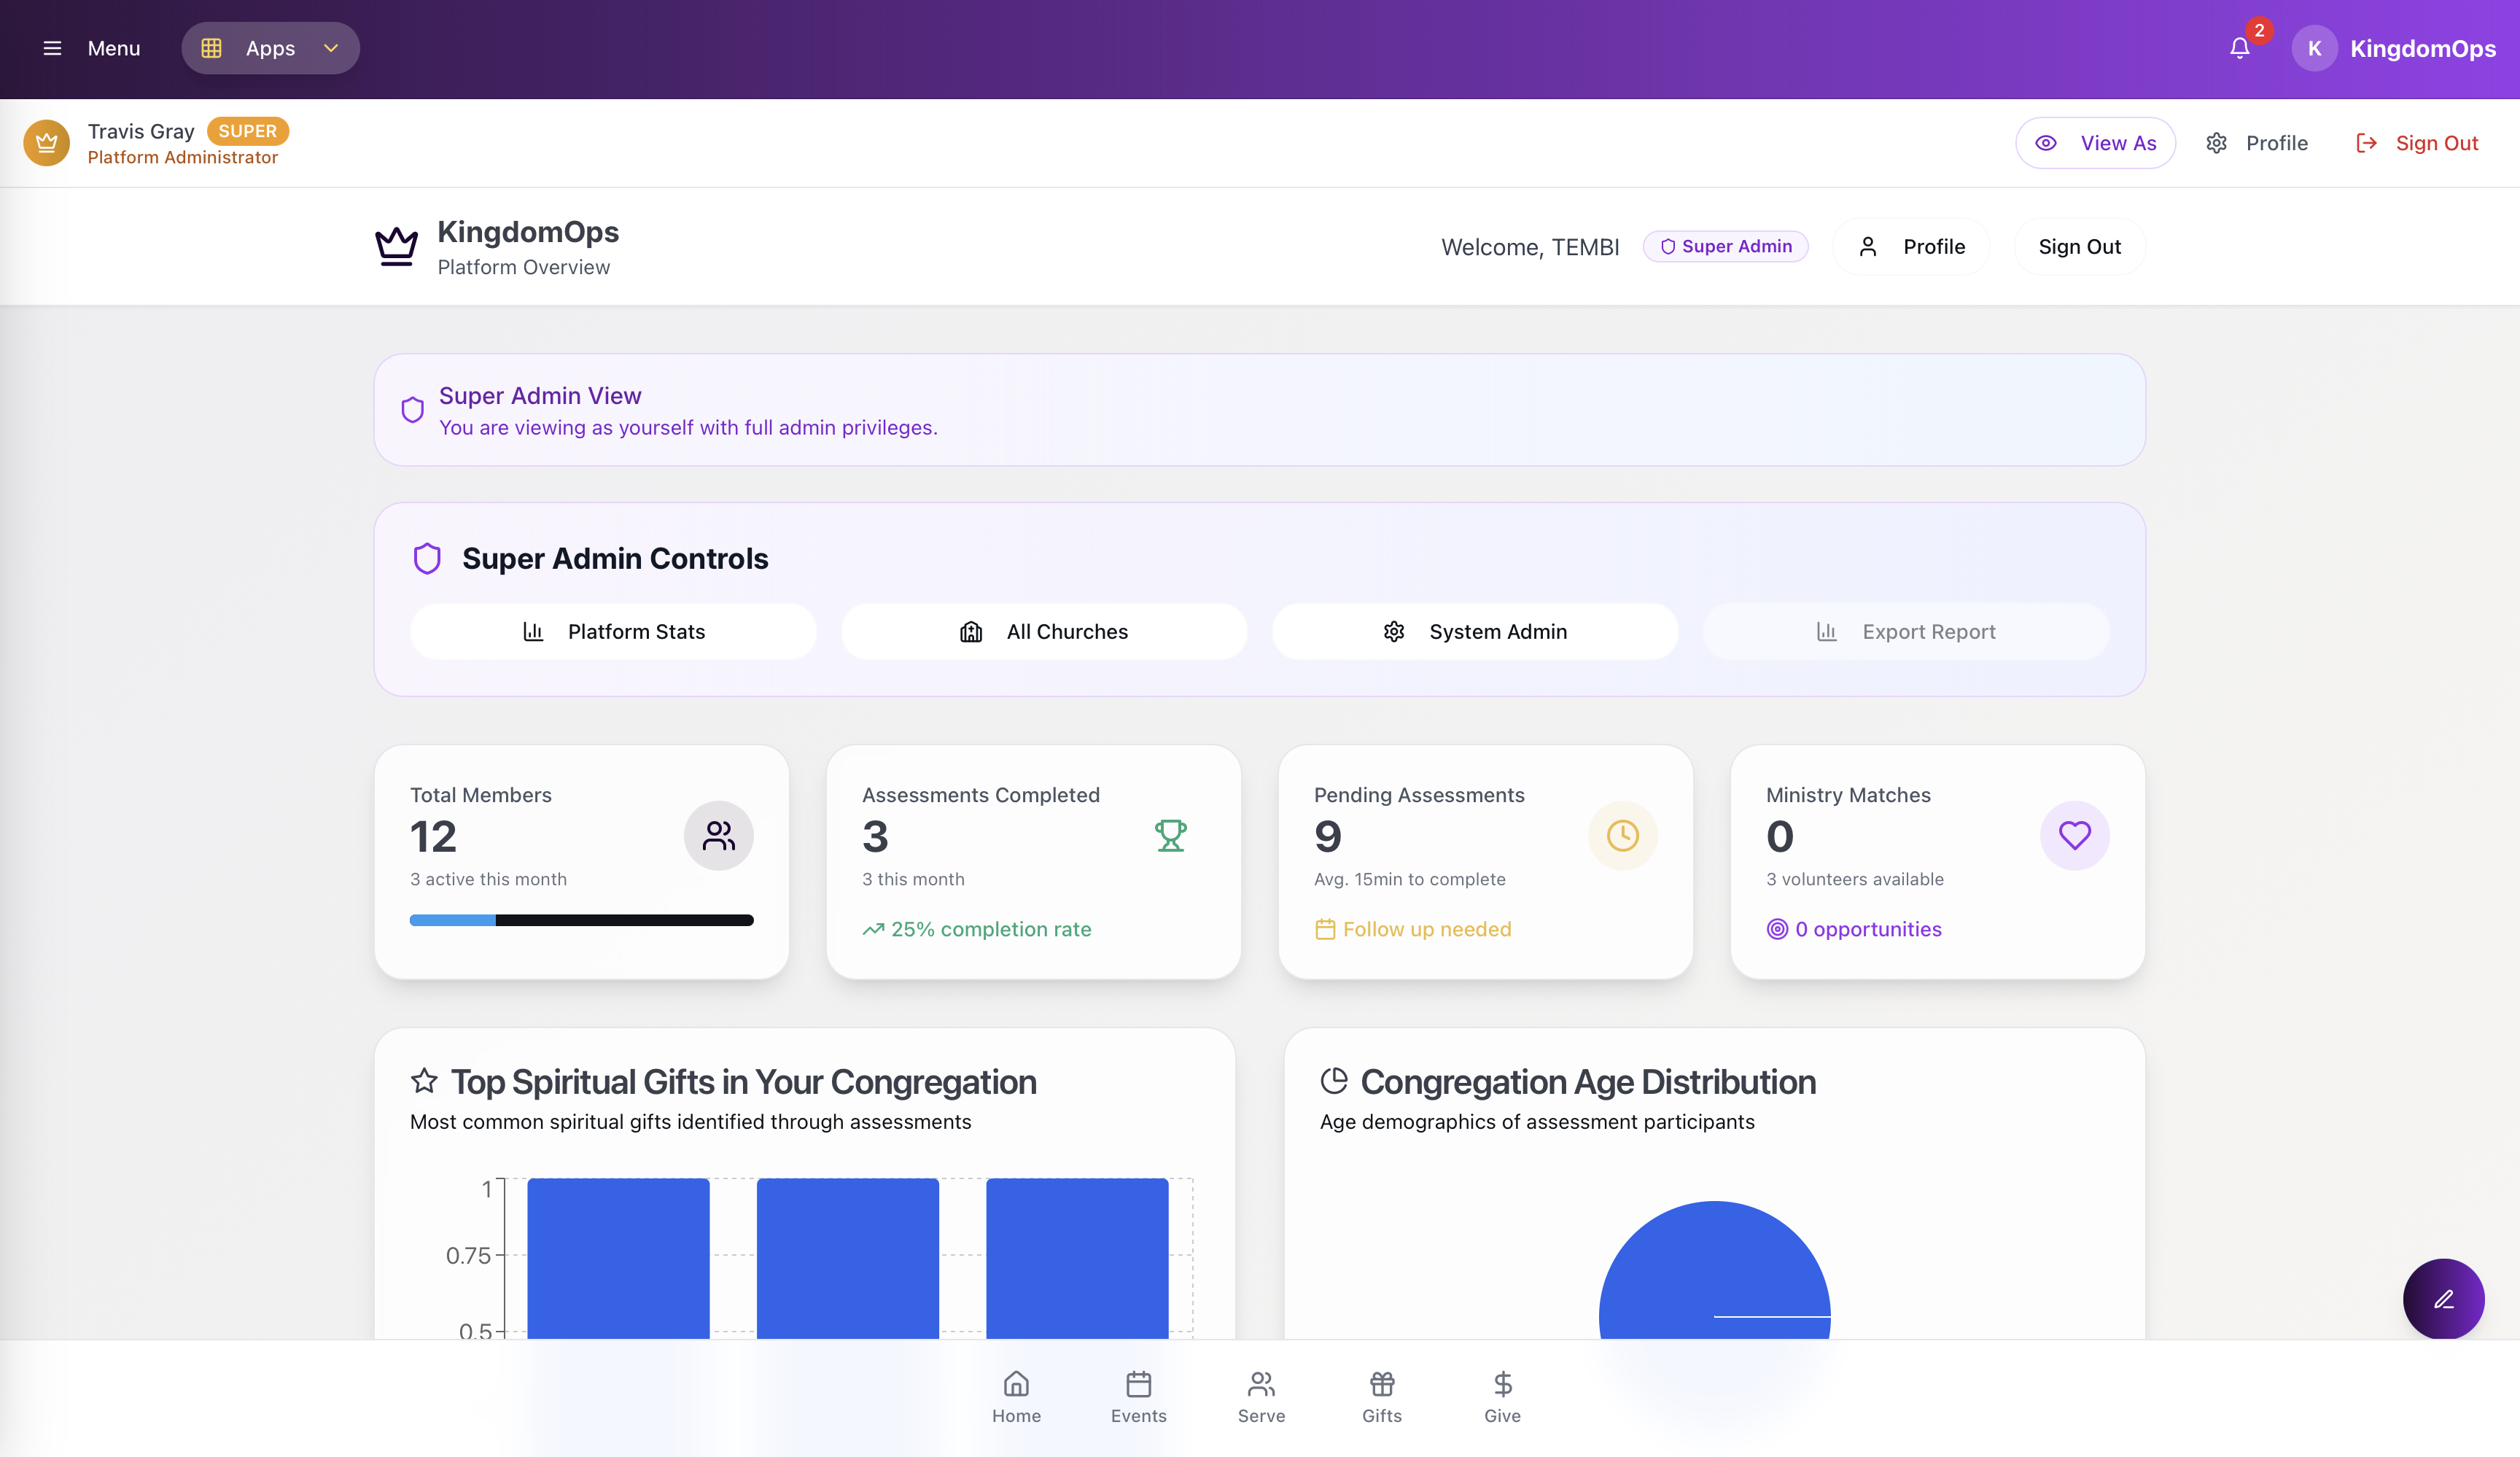 Menu
Apps
2
K
KingdomOps
Travis Gray
SUPER
Platform Administrator
View As
Profile
Sign Out
KingdomOps
Platform Overview
Welcome, TEMBI
Super Admin
Profile
Sign Out
Super Admin View
You are viewing as yourself with full admin privileges.
Super Admin Controls
Platform Stats
All Churches
System Admin
Export Report
Total Members
12
3 active this month
Assessments Completed
3
3 this month
25% completion rate
Pending Assessments
9
Avg. 15min to complete
Follow up needed
Ministry Matches
0
3 volunteers available
0 opportunities
Top Spiritual Gifts in Your Congregation
Most common spiritual gifts identified through assessments
1
0.75
0.5
Congregation Age Distribution
Age demographics of assessment participants
Home
Events
Serve
Gifts
Give